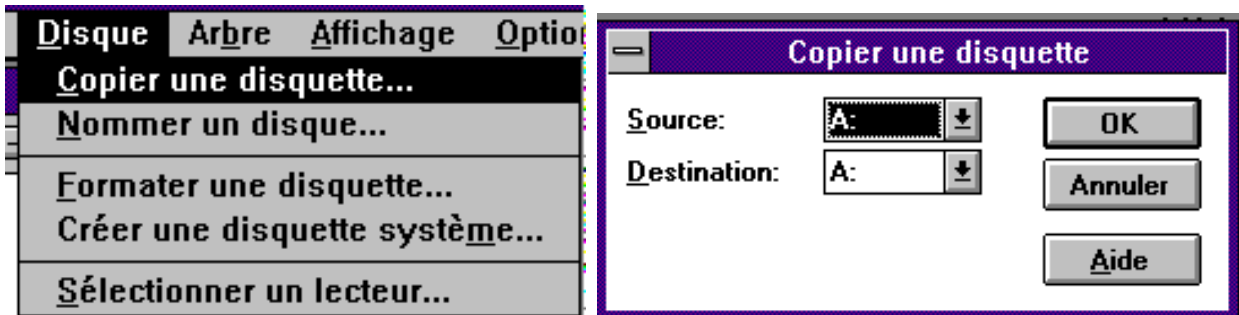 Disque Arbre Affichage Optio
Copier une disquette...
Nommer un disque...
Formater une disquette...
Créer une disquette système...
Sélectionner un lecteur...
Copier une disquette
Source: A: OK
Destination: A: Annuler
Aide